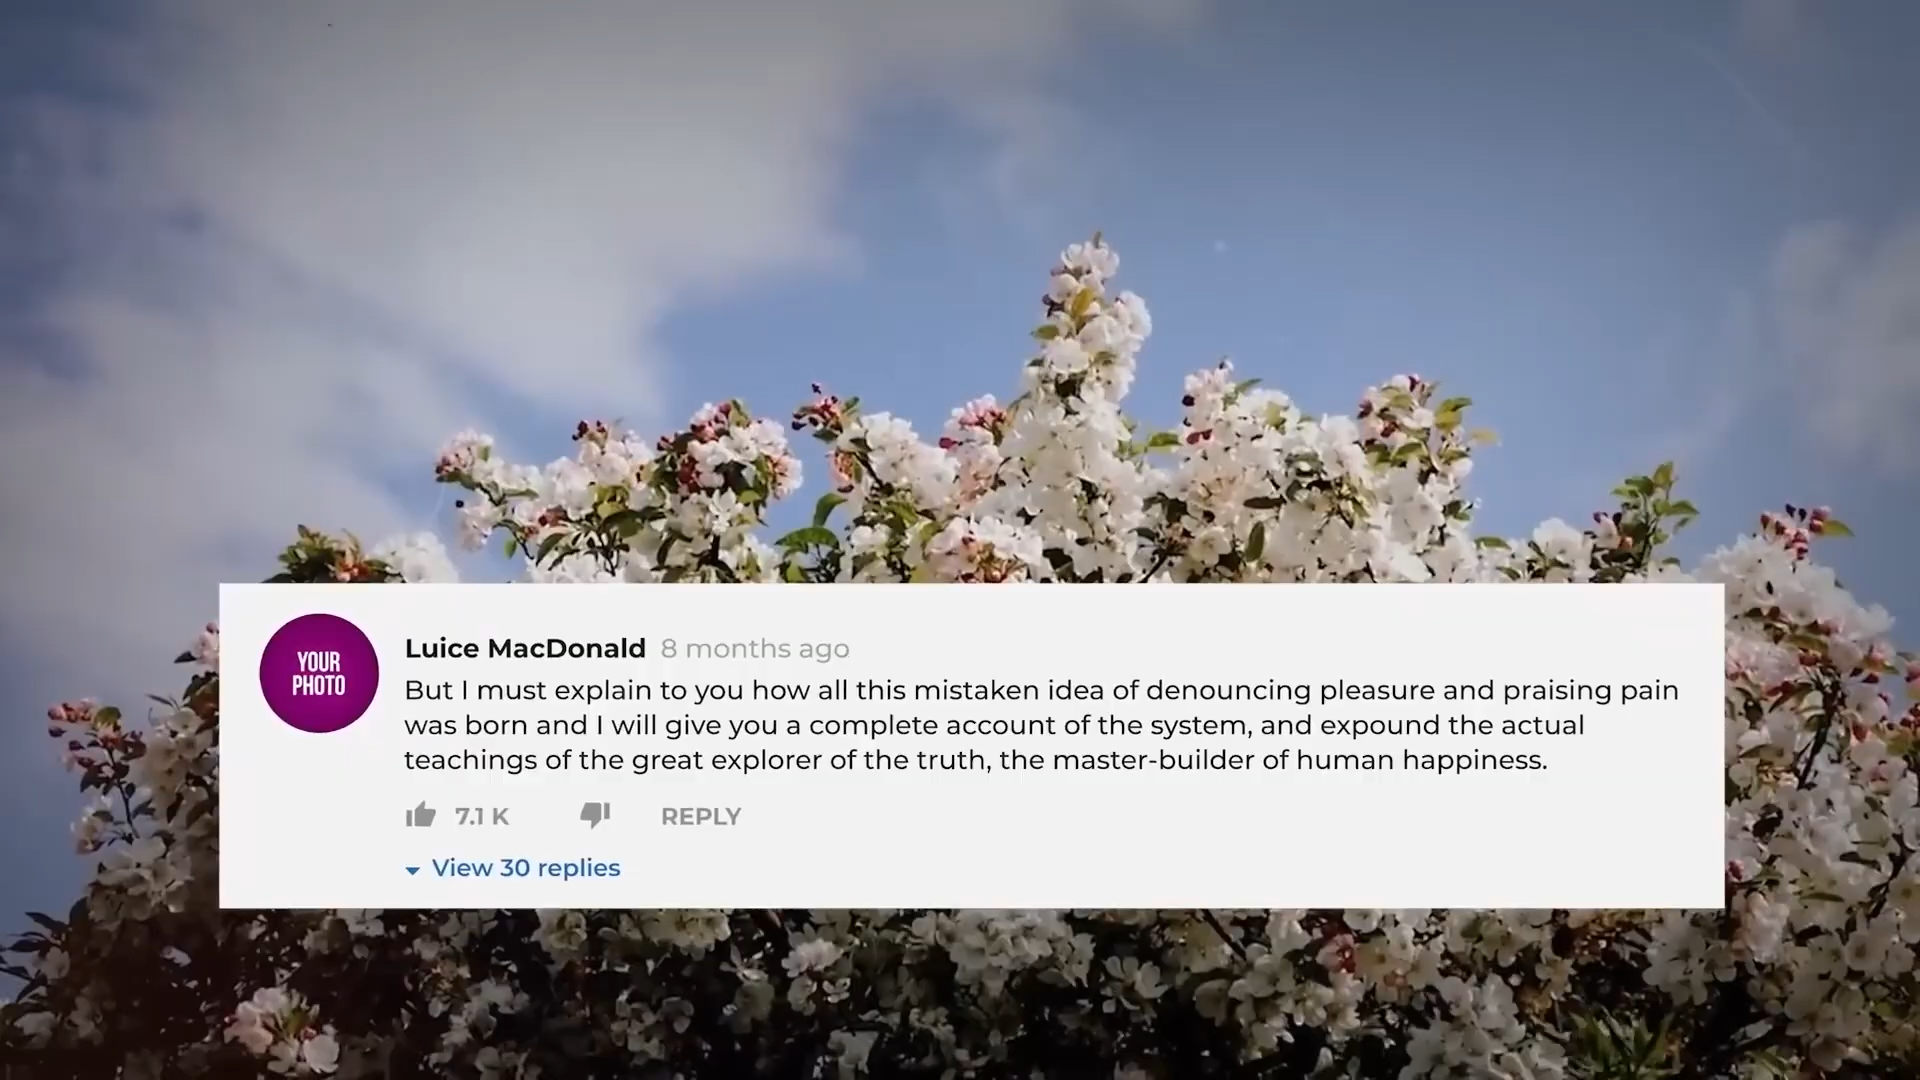 YOUR
PHOTO
Luice MacDonald 8 months ago
But I must explain to you how all this mistaken idea of denouncing pleasure and praising pain
was born and I will give you a complete account of the system, and expound the actual
teachings of the great explorer of the truth, the master-builder of human happiness.
7.1 K REPLY
View 30 replies